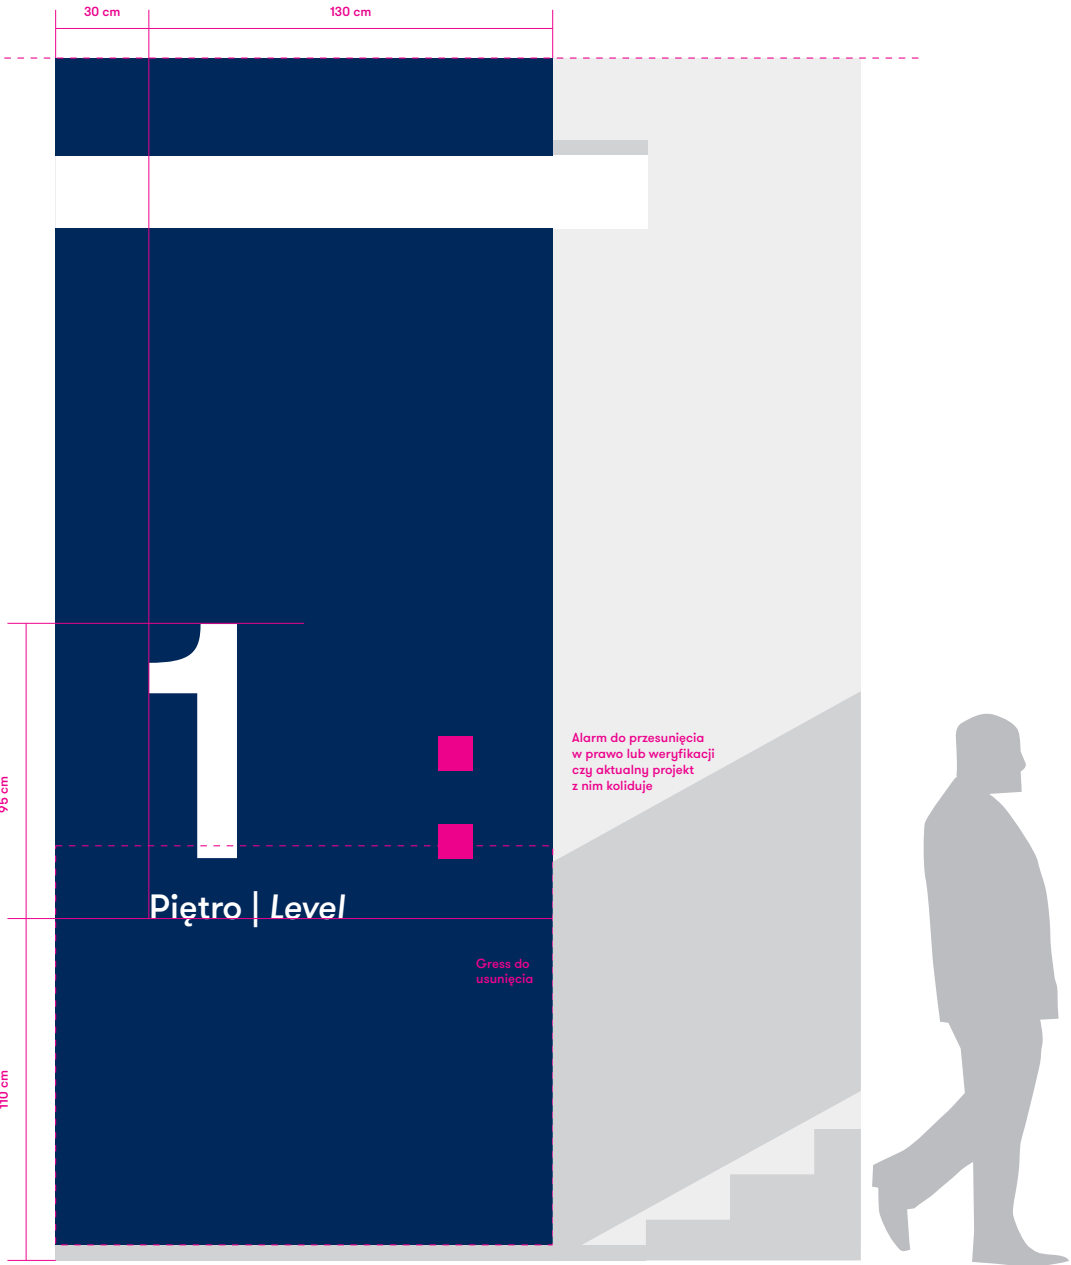 30 cm
130 cm
1
Alarm do przesunięcia
w prawo lub weryfikacji
czy aktualny projekt
z nim koliduje
95 cm
Piętro | Level
Gress do
usunięcia
110 cm